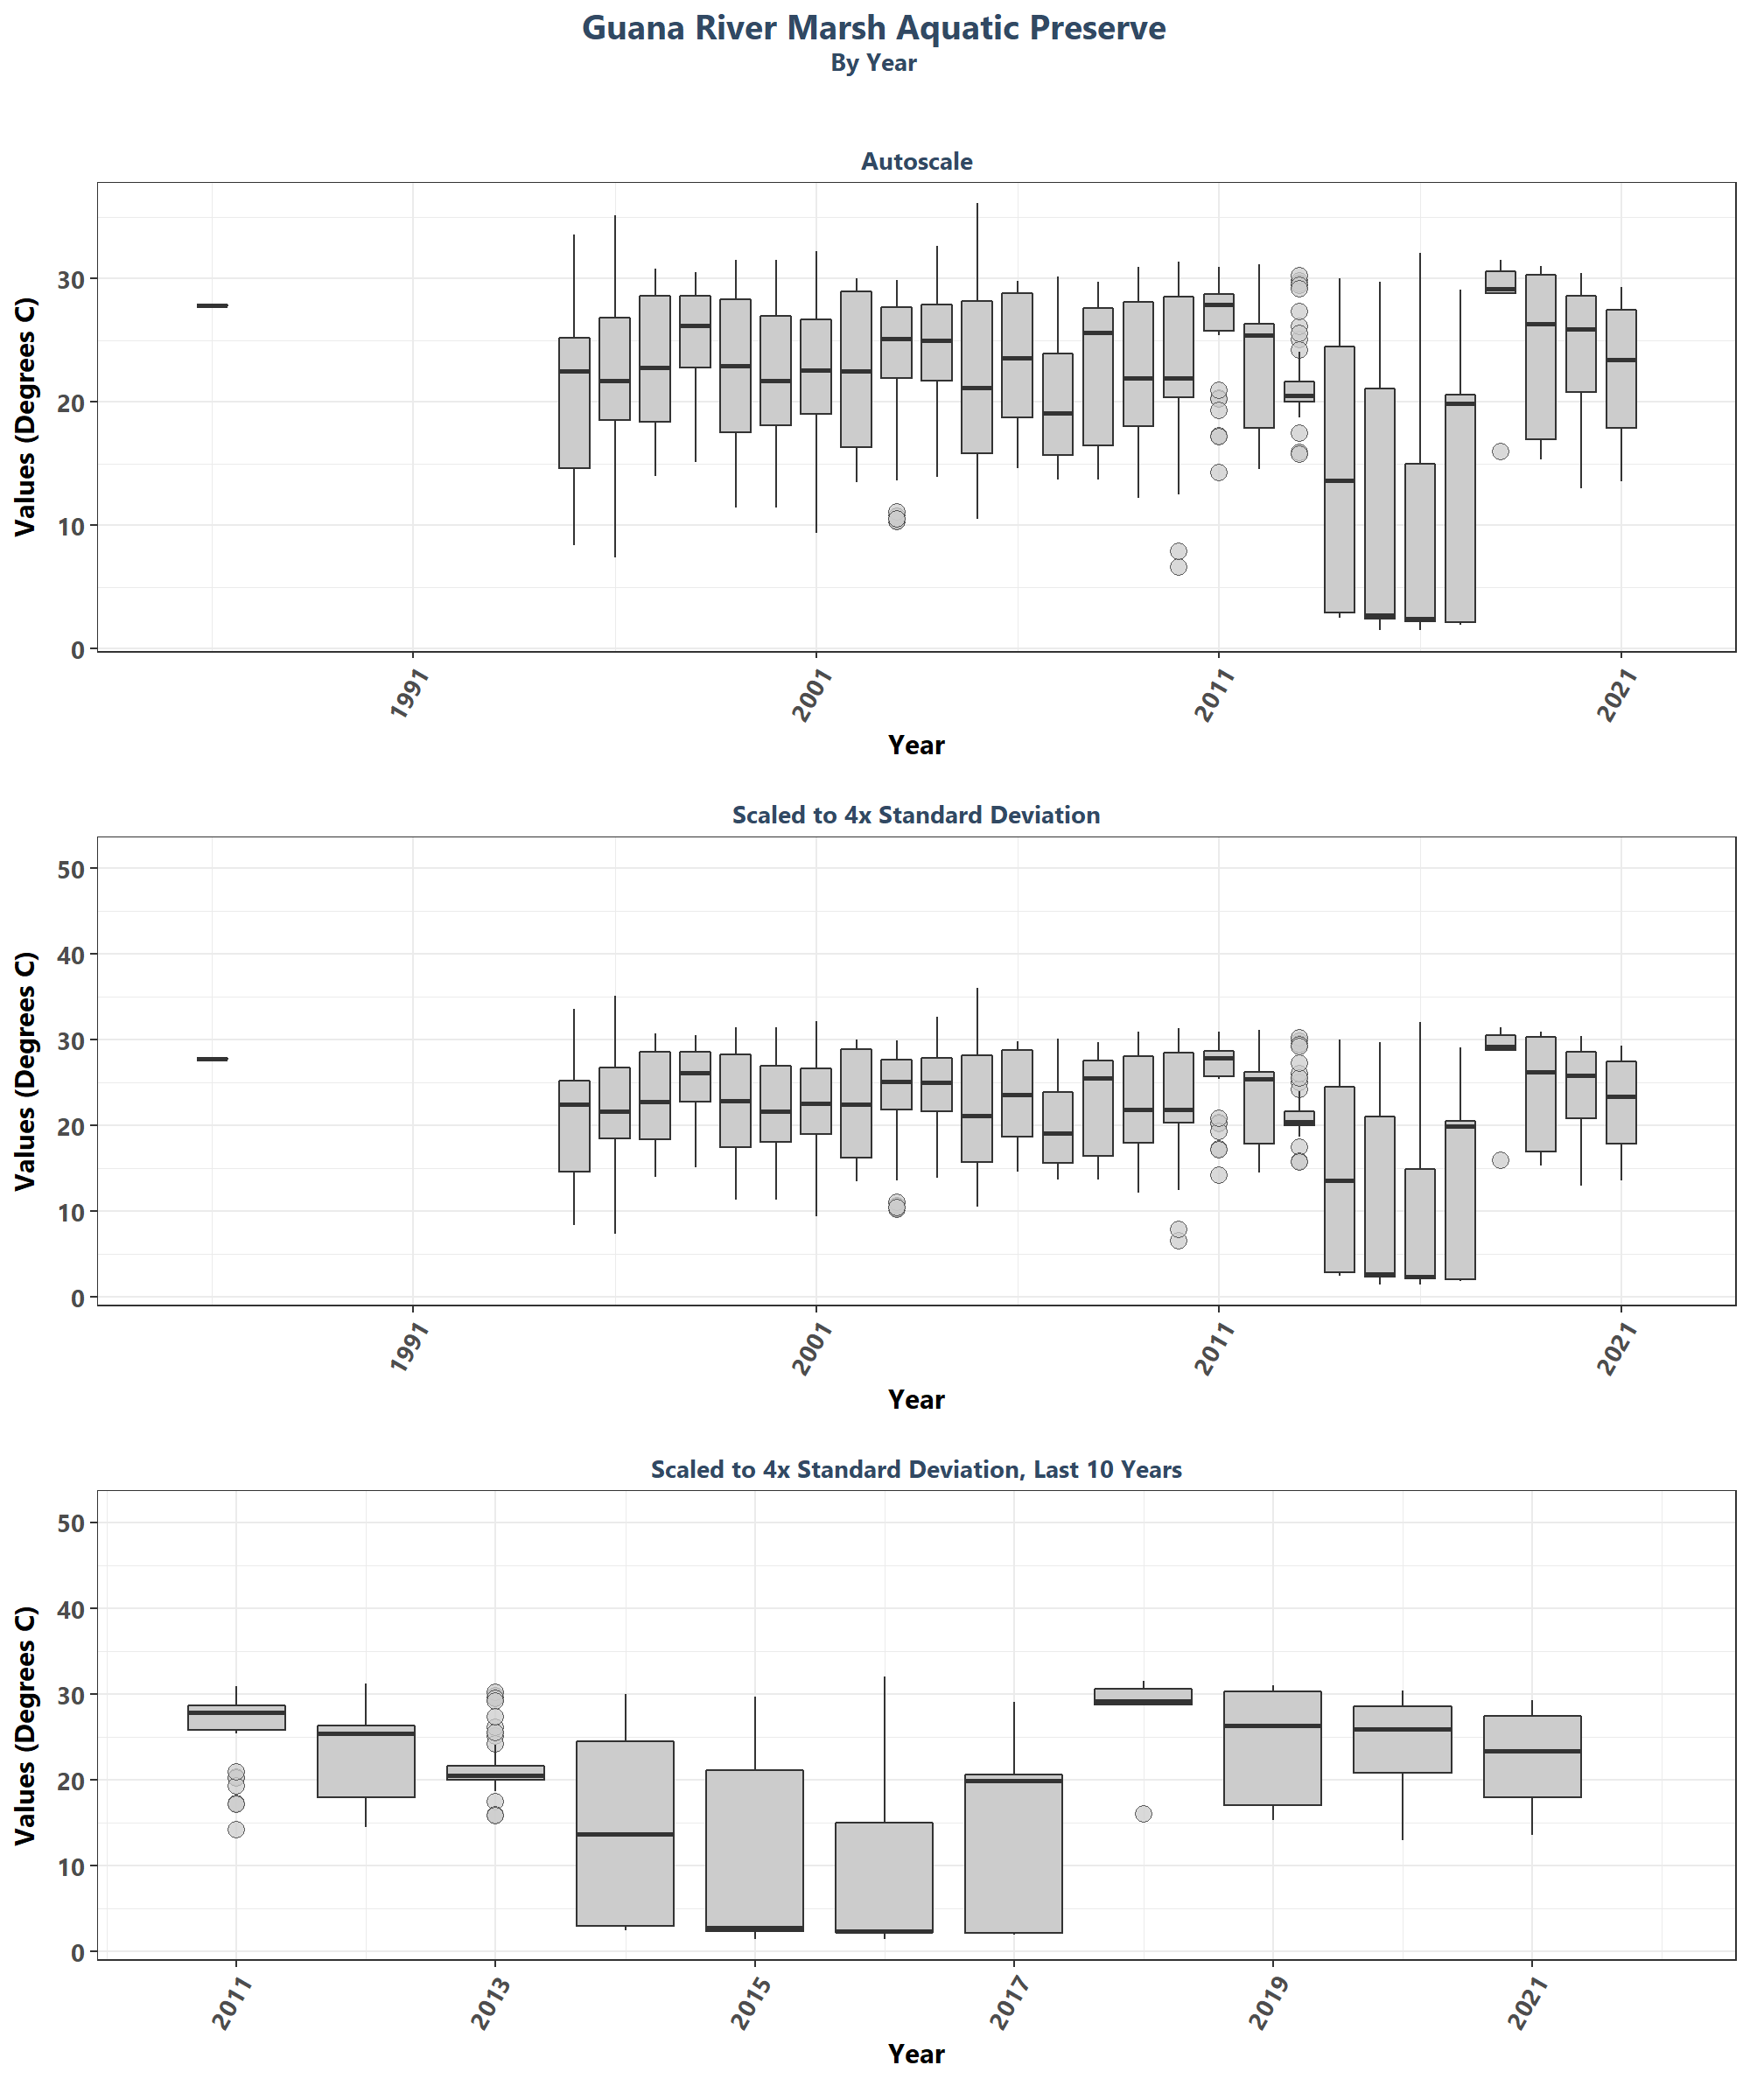 Guana River Marsh Aquatic Preserve
By Year
Autoscale
Values (Degrees C)
30
20
10
0
1991
2001
2011
2021
Year
Scaled to 4x Standard Deviation
Values (Degrees C)
50
40
30
20
10
0
1991
2001
2011
2021
Year
Scaled to 4x Standard Deviation, Last 10 Years
Values (Degrees C)
50
40
30
20
10
0
2011
2013
2015
2017
2019
2021
Year